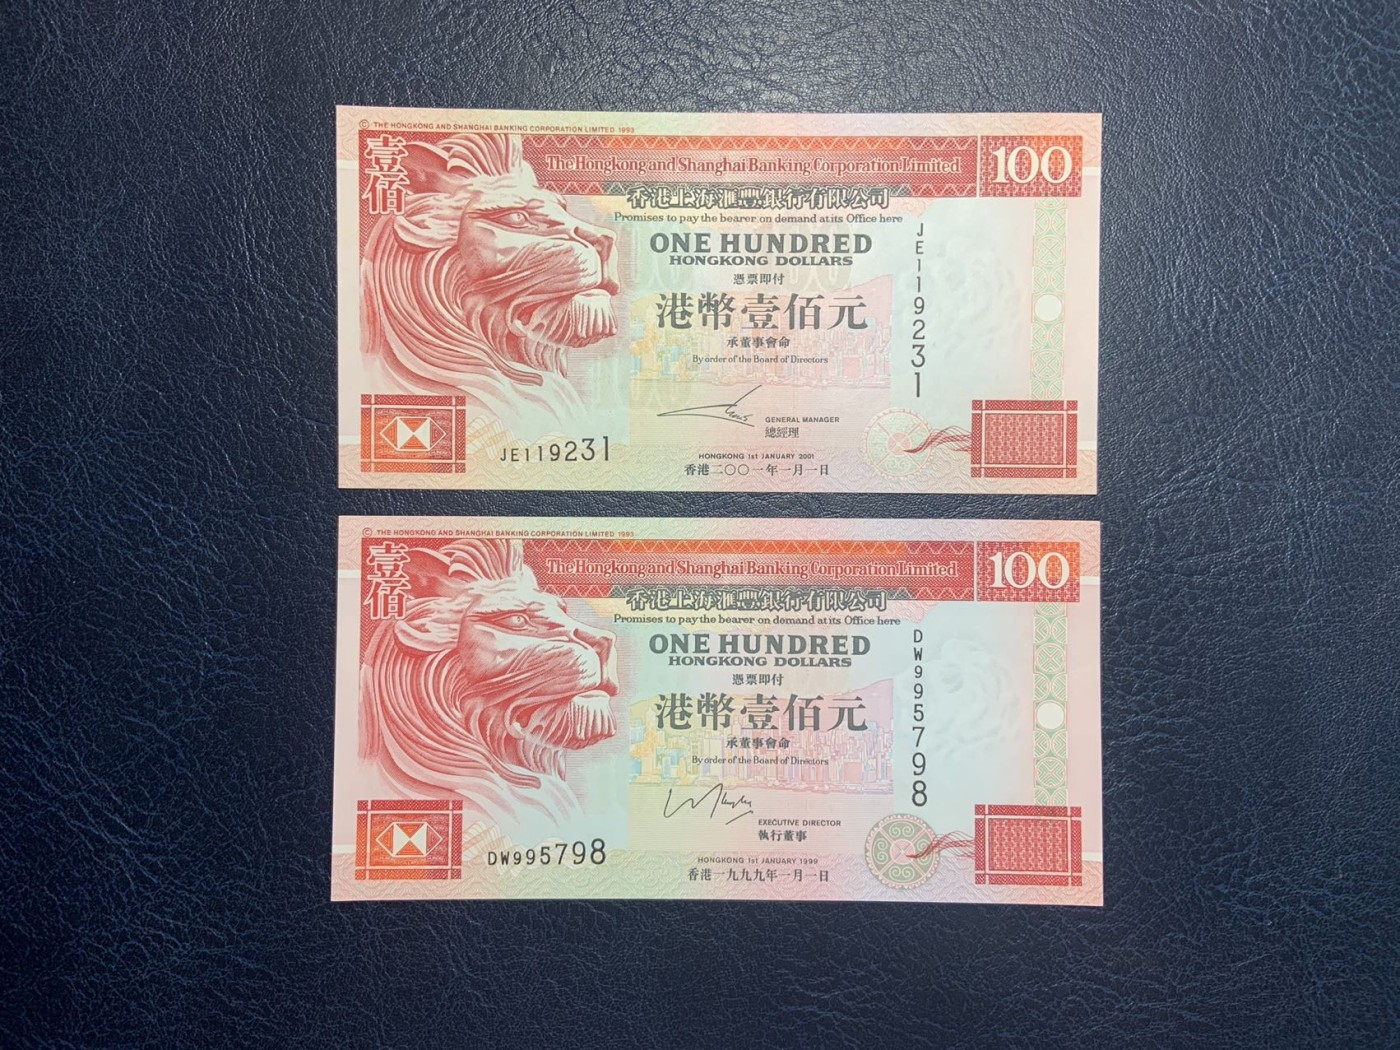 © THE HONGKONG AND SHANGHAI BANKING CORPORATION LIMITED 1993
壹佰
The Hongkong and Shanghai Banking Corporation Limited
100
香港上海滙豐銀行有限公司
Promises to pay the bearer on demand at its Office here
ONE HUNDRED
HONGKONG DOLLARS
憑票即付
港幣壹佰元
承董事會命
By order of the Board of Directors
JE119231
GENERAL MANAGER
總經理
JE119231
HONGKONG 1st JANUARY 2001
香港二〇〇一年一月一日
© THE HONGKONG AND SHANGHAI BANKING CORPORATION LIMITED 1993
壹佰
The Hongkong and Shanghai Banking Corporation Limited
100
香港上海滙豐銀行有限公司
Promises to pay the bearer on demand at its Office here
ONE HUNDRED
HONGKONG DOLLARS
憑票即付
港幣壹佰元
承董事會命
By order of the Board of Directors
DW995798
EXECUTIVE DIRECTOR
執行董事
DW995798
HONGKONG 1st JANUARY 1999
香港一九九九年一月一日